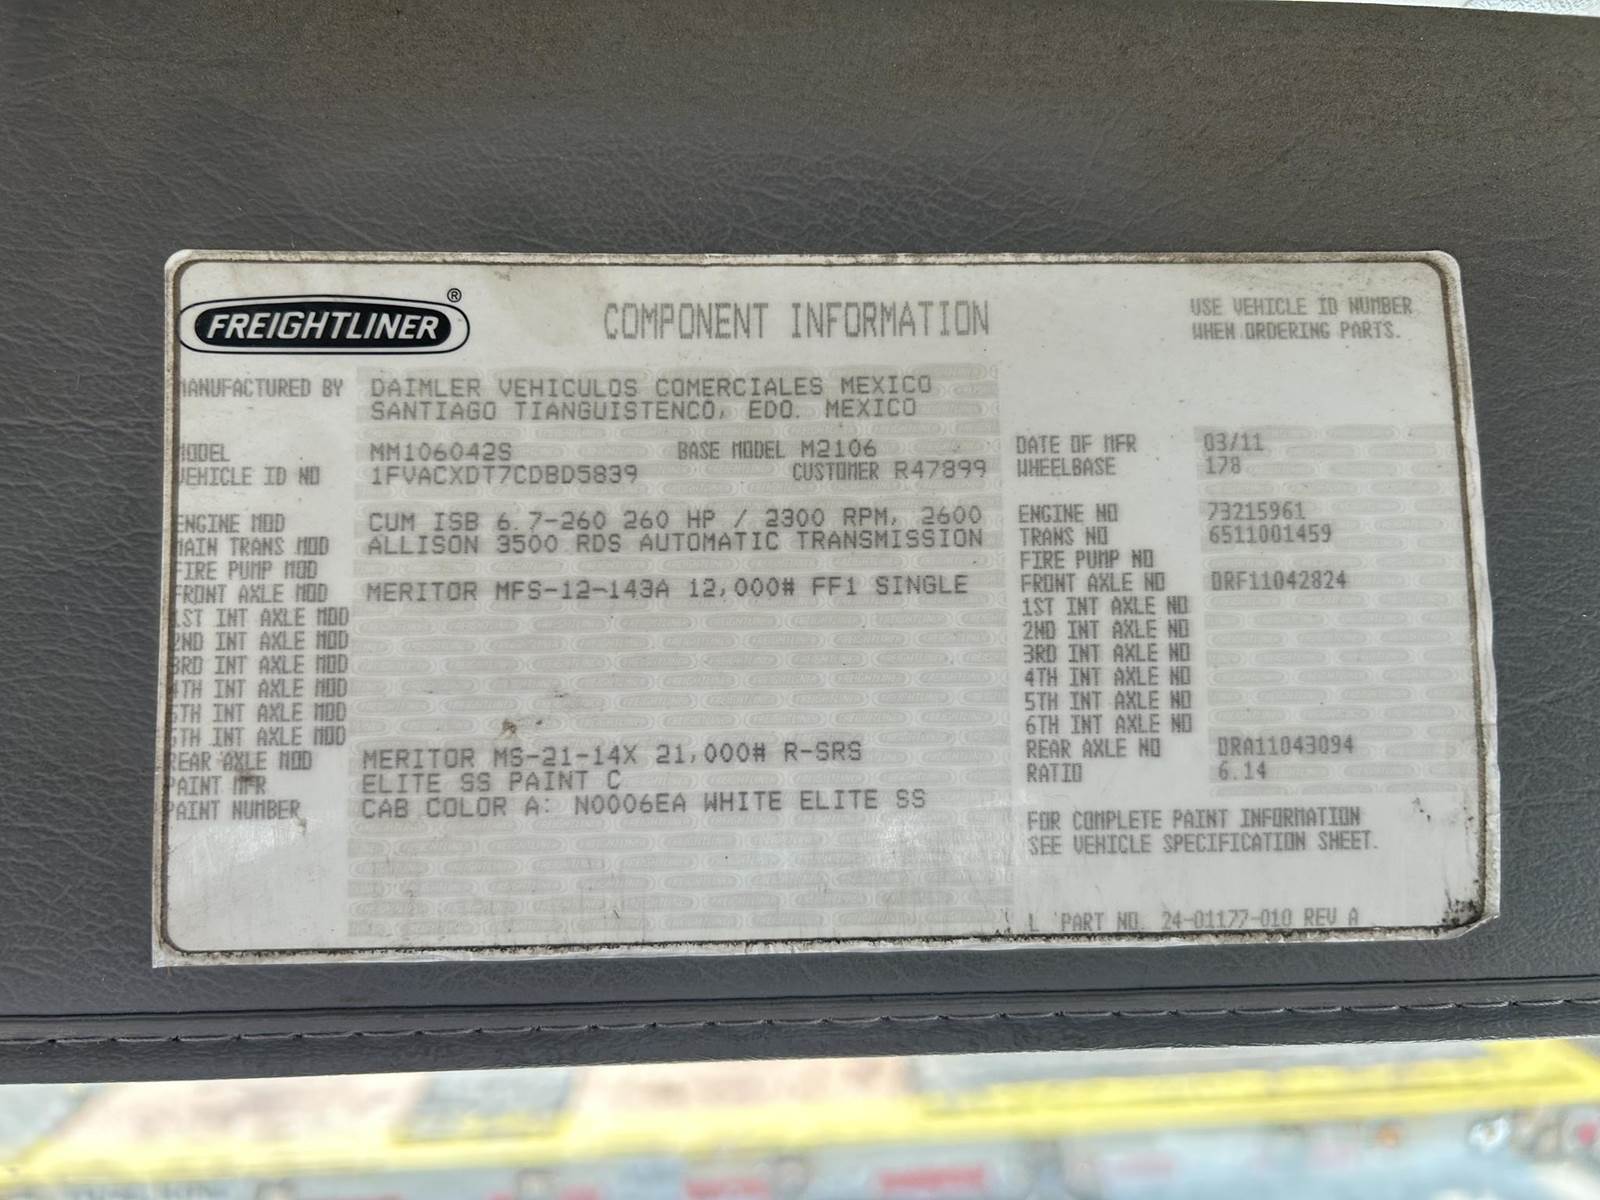 FREIGHTLINER ®
COMPONENT INFORMATION
USE VEHICLE ID NUMBER
WHEN ORDERING PARTS.
MANUFACTURED BY DAIMLER VEHICULOS COMERCIALES MEXICO
SANTIAGO TIANGUISTENCO, EDO. MEXICO
MODEL MM106042S BASE MODEL M2106 DATE OF MFR 03/11
VEHICLE ID NO 1FVACXDT7CDBD5839 CUSTOMER R47899 WHEELBASE 178
ENGINE MOD CUM ISB 6.7-260 260 HP / 2300 RPM, 2600 ENGINE NO 73215961
MAIN TRANS MOD ALLISON 3500 RDS AUTOMATIC TRANSMISSION TRANS NO 6511001459
FIRE PUMP MOD FIRE PUMP NO
FRONT AXLE MOD MERITOR MFS-12-143A 12,000# FF1 SINGLE FRONT AXLE NO DRF11042824
1ST INT AXLE MOD 1ST INT AXLE NO
2ND INT AXLE MOD 2ND INT AXLE NO
3RD INT AXLE MOD 3RD INT AXLE NO
4TH INT AXLE MOD 4TH INT AXLE NO
5TH INT AXLE MOD 5TH INT AXLE NO
6TH INT AXLE MOD 6TH INT AXLE NO
REAR AXLE MOD MERITOR MS-21-14X 21,000# R-SRS REAR AXLE NO DRA11043094
PAINT MFR ELITE SS PAINT C RATIO 6.14
PAINT NUMBER CAB COLOR A: N0006EA WHITE ELITE SS
FOR COMPLETE PAINT INFORMATION
SEE VEHICLE SPECIFICATION SHEET.
L PART NO. 24-01177-010 REV A